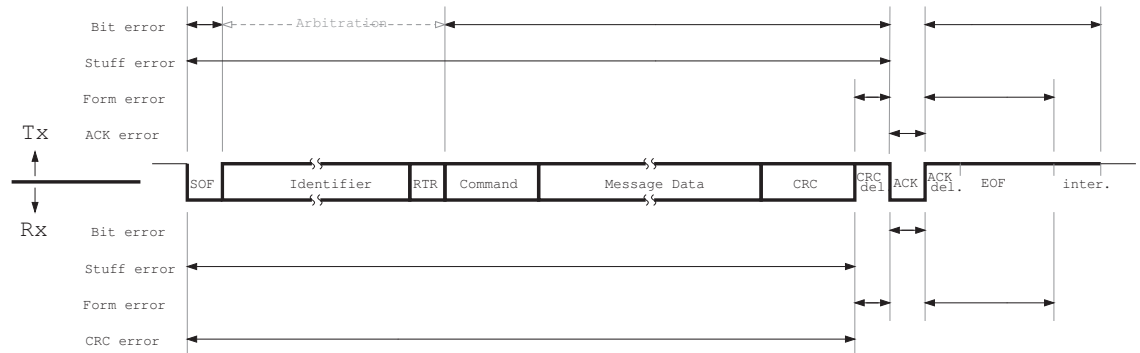 Bit error
Arbitration
Stuff error
Form error
Tx
ACK error
SOF Identifier RTR Command Message Data CRC CRC del ACK ACK del. EOF inter.
Rx
Bit error
Stuff error
Form error
CRC error